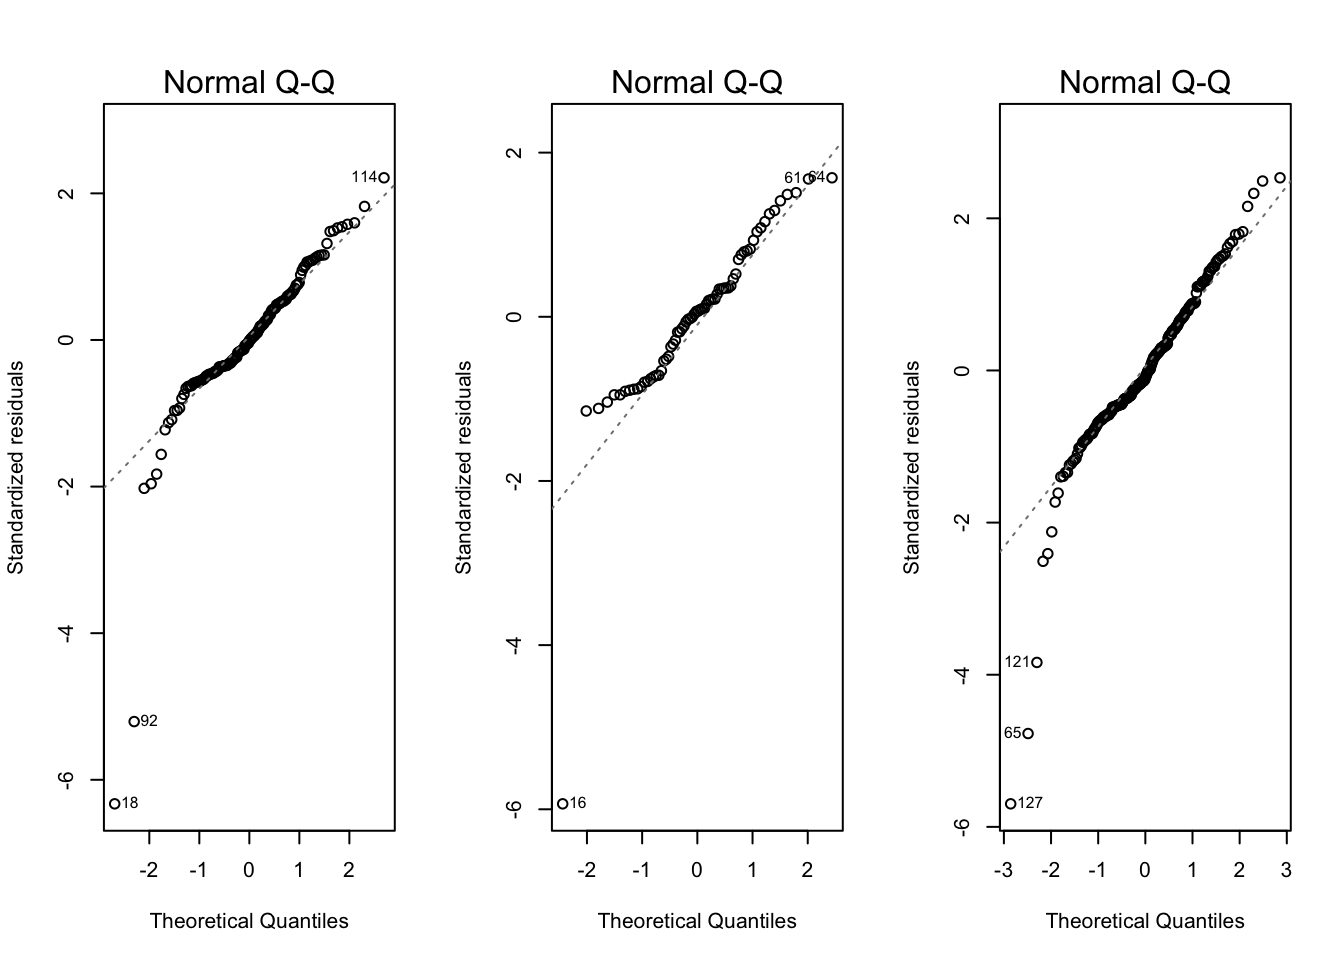 Normal Q-Q
Standardized residuals
2
0
-2
-4
-6
114
92
18
-2 -1 0 1 2
Theoretical Quantiles
Normal Q-Q
Standardized residuals
2
0
-2
-4
-6
61 64
16
-2 -1 0 1 2
Theoretical Quantiles
Normal Q-Q
Standardized residuals
2
0
-2
-4
-6
121
65
127
-3 -2 -1 0 1 2 3
Theoretical Quantiles